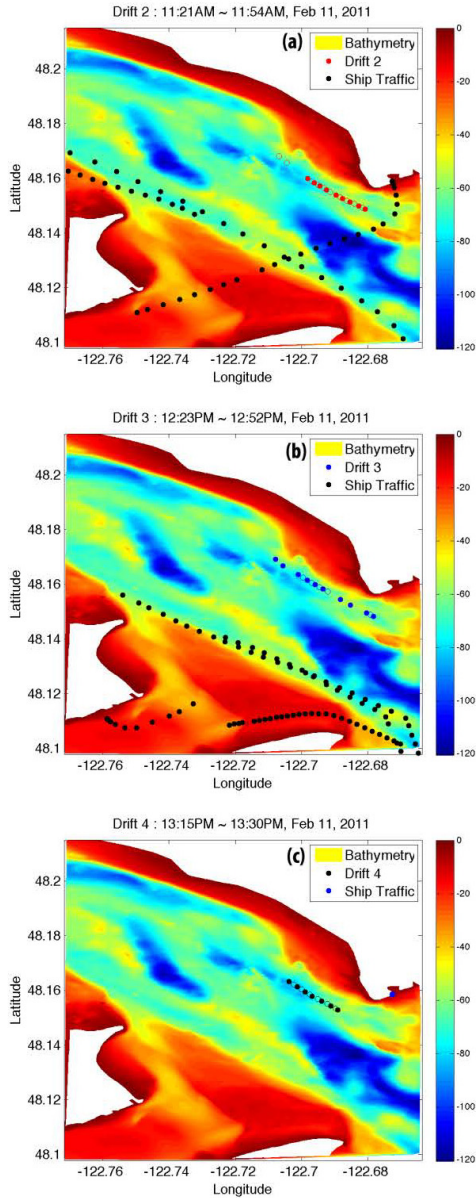 Drift 2 : 11:21AM ~ 11:54AM, Feb 11, 2011
(a)
Bathymetry
Drift 2
Ship Traffic
48.2
48.18
48.16
48.14
48.12
48.1
Latitude
-122.76
-122.74
-122.72
-122.7
-122.68
Longitude
0
-20
-40
-60
-80
-100
-120
Drift 3 : 12:23PM ~ 12:52PM, Feb 11, 2011
(b)
Bathymetry
Drift 3
Ship Traffic
48.2
48.18
48.16
48.14
48.12
48.1
Latitude
-122.76
-122.74
-122.72
-122.7
-122.68
Longitude
0
-20
-40
-60
-80
-100
-120
Drift 4 : 13:15PM ~ 13:30PM, Feb 11, 2011
(c)
Bathymetry
Drift 4
Ship Traffic
48.2
48.18
48.16
48.14
48.12
48.1
Latitude
-122.76
-122.74
-122.72
-122.7
-122.68
Longitude
0
-20
-40
-60
-80
-100
-120